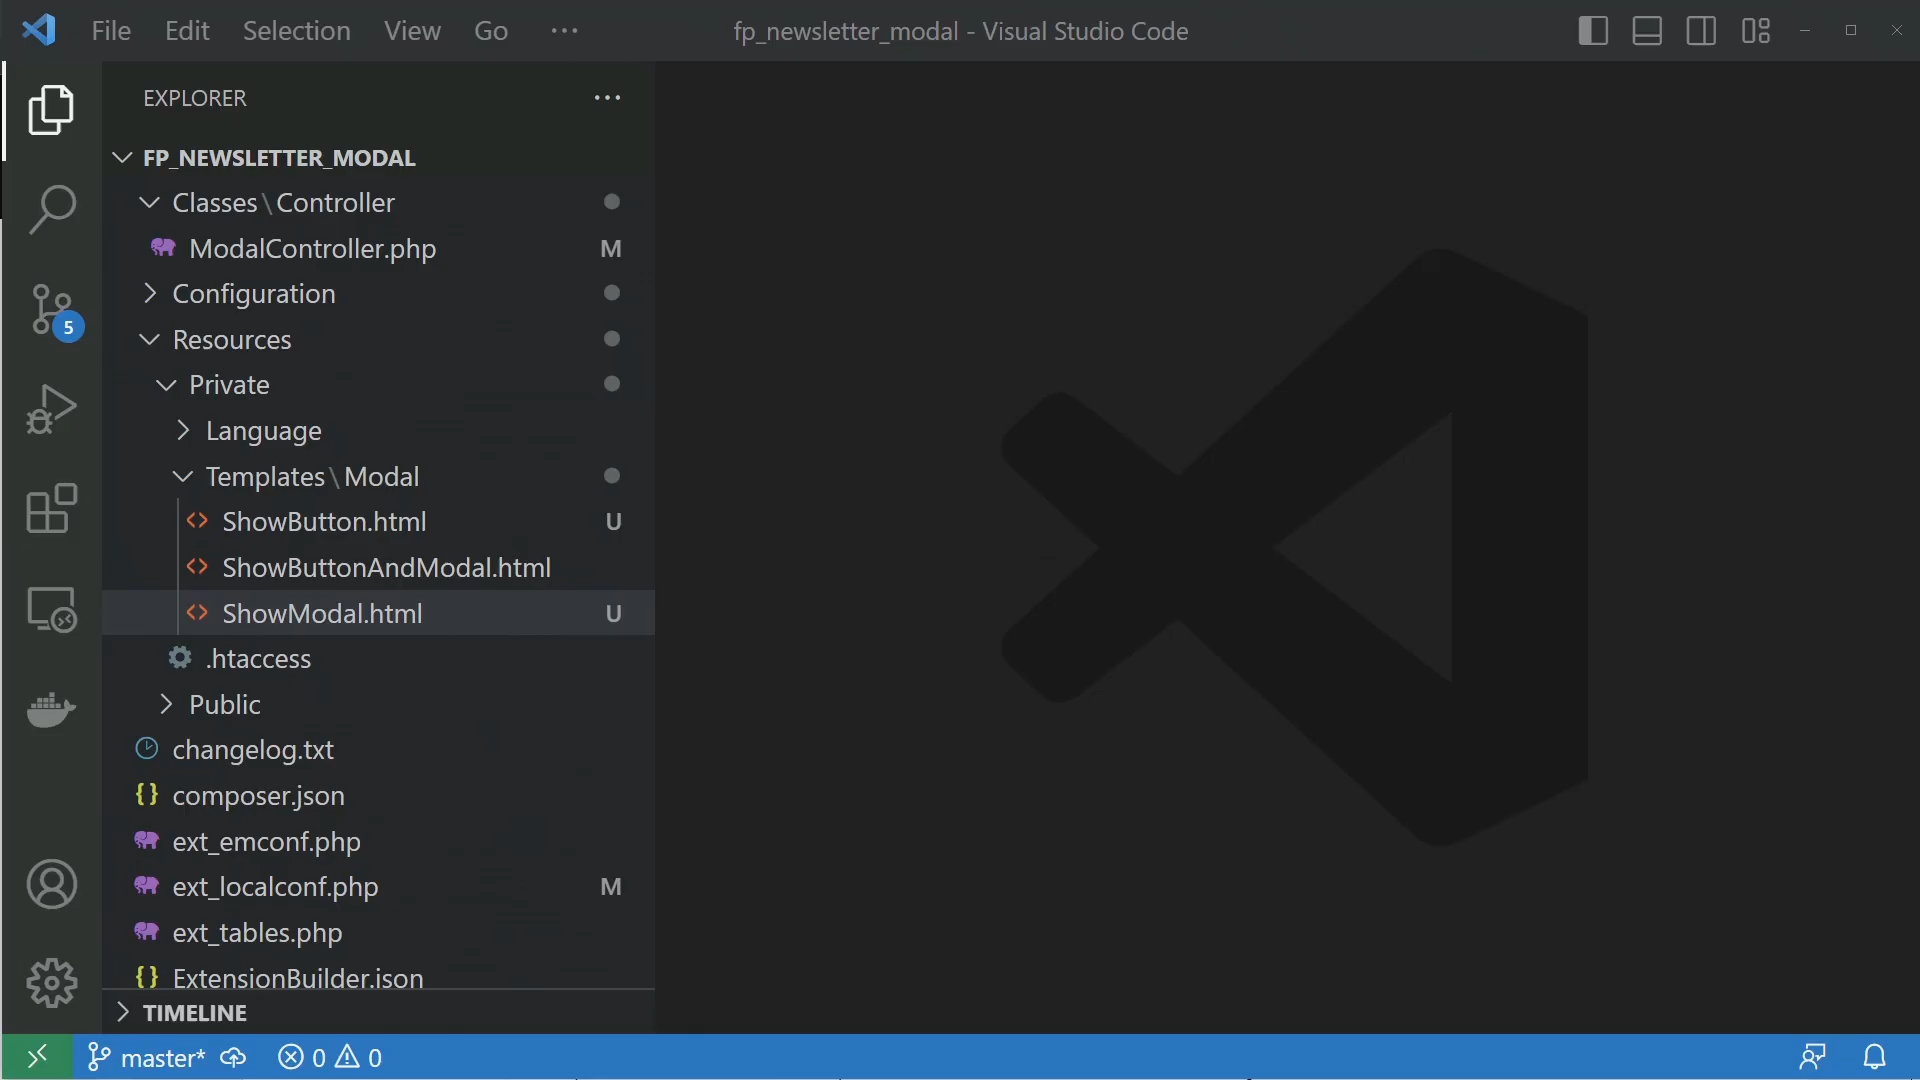 File Edit Selection View Go ··· fp_newsletter_modal - Visual Studio Code
EXPLORER ···
FP_NEWSLETTER_MODAL
Classes\Controller
ModalController.php M
Configuration
Resources
5
Private
Language
Templates\Modal
ShowButton.html U
ShowButtonAndModal.html
ShowModal.html U
.htaccess
Public
changelog.txt
{} composer.json
ext_emconf.php
ext_localconf.php M
ext_tables.php
{} ExtensionBuilder.json
TIMELINE
master* 0 0